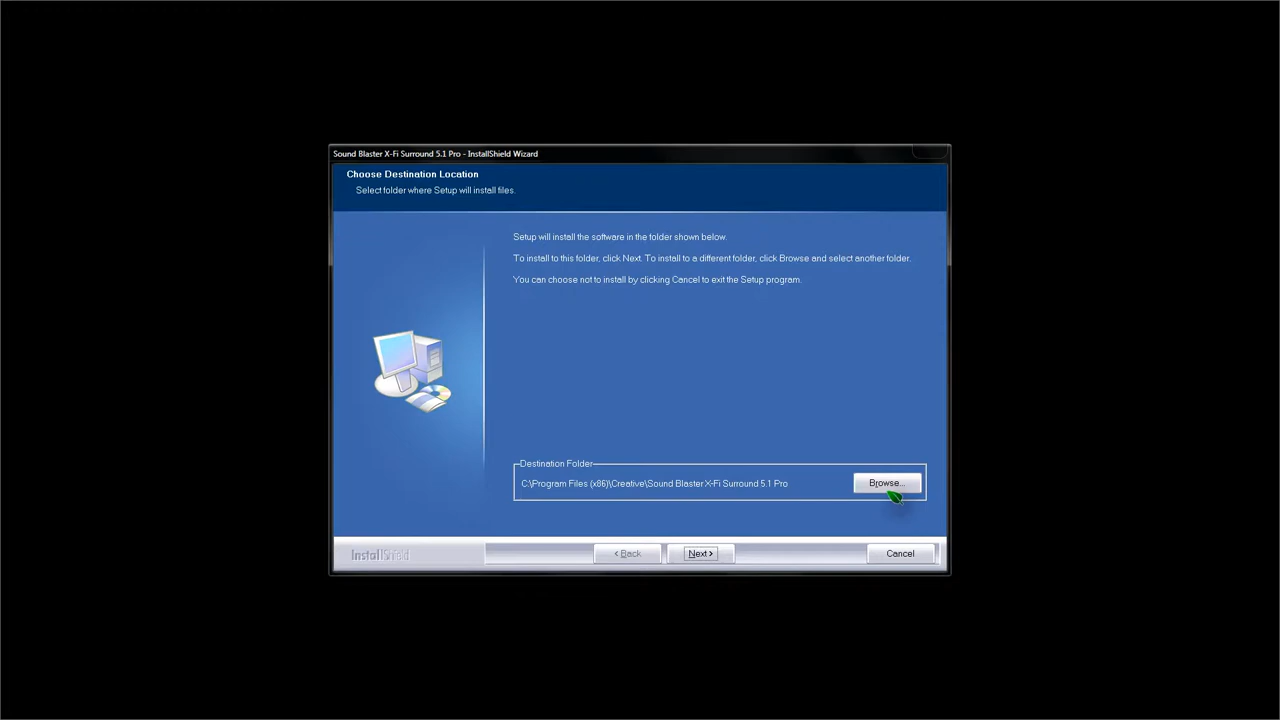 Sound Blaster X-Fi Surround 5.1 Pro - InstallShield Wizard
Choose Destination Location
Select folder where Setup will install files.
Setup will install the software in the folder shown below.
To install to this folder, click Next. To install to a different folder, click Browse and select another folder.
You can choose not to install by clicking Cancel to exit the Setup program.
Destination Folder
C:\Program Files (x86)\Creative\Sound Blaster X-Fi Surround 5.1 Pro
Browse...
InstallShield
< Back
Next >
Cancel